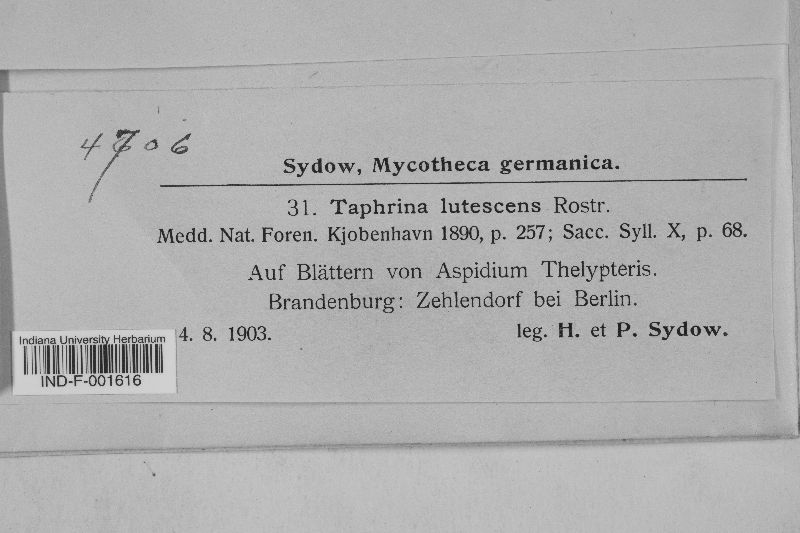 4706
Sydow, Mycotheca germanica.
31. Taphrina lutescens Rostr.
Medd. Nat. Foren. Kjobenhavn 1890, p. 257; Sacc. Syll. X, p. 68.
Auf Blättern von Aspidium Thelypteris.
Brandenburg: Zehlendorf bei Berlin.
4. 8. 1903. leg. H. et P. Sydow.
Indiana University Herbarium
IND-F-001616